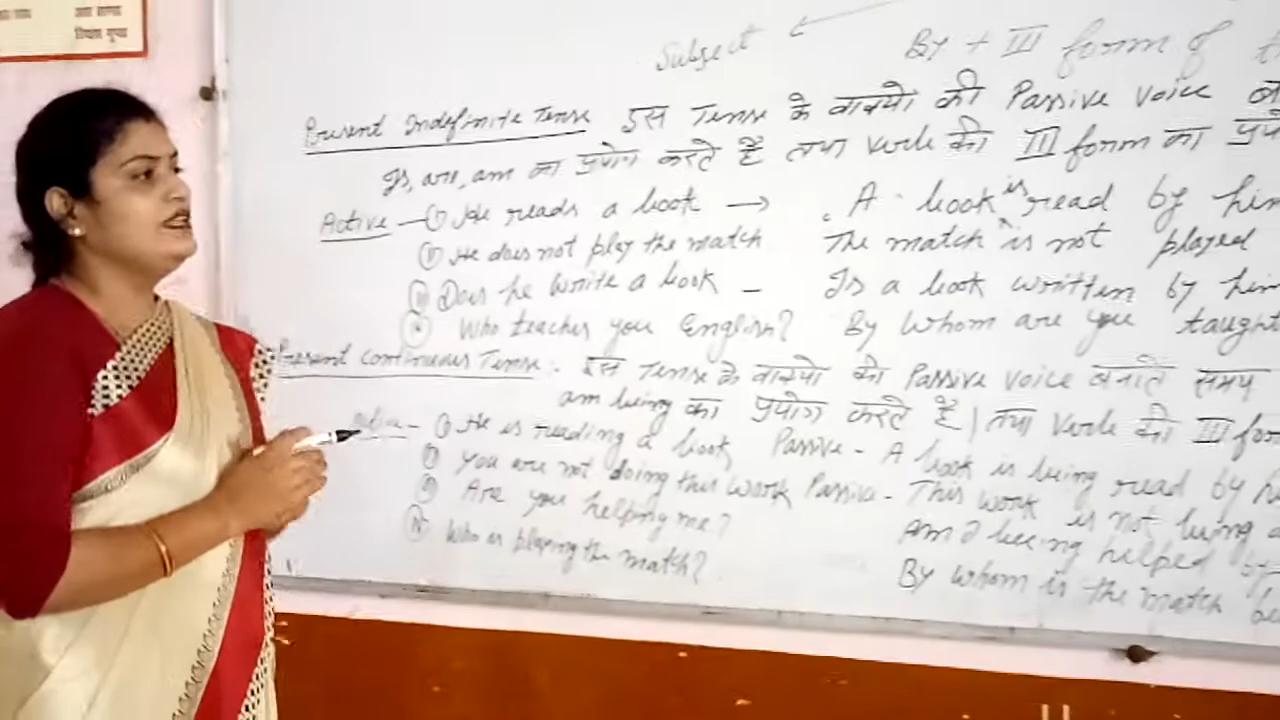 उमा शाक्य
शिवम गुप्ता
Subject
By + III form of
Present Indefinite Tense इस Tense के वाक्यो की Passive Voice
Is, are, am का प्रयोग करते हैं तथा Verb की III form का
Active - (I) He reads a book → A book is read by him
(II) He does not play the match The match is not played
(III) Does he write a book - Is a book written by him
Who teaches you English? By whom are you taught
Present Continuous Tense :- इस Tense के वाक्यो की Passive Voice बनाते समय
am being का प्रयोग करते हैं | तथा Verb की III form
Active - (I) He is reading a book Passive - A book is being read by
(II) You are not doing this work Passive - This work is not being
(III) Are you helping me? Am I being helped by
(IV) Who is playing the match? By whom is the match